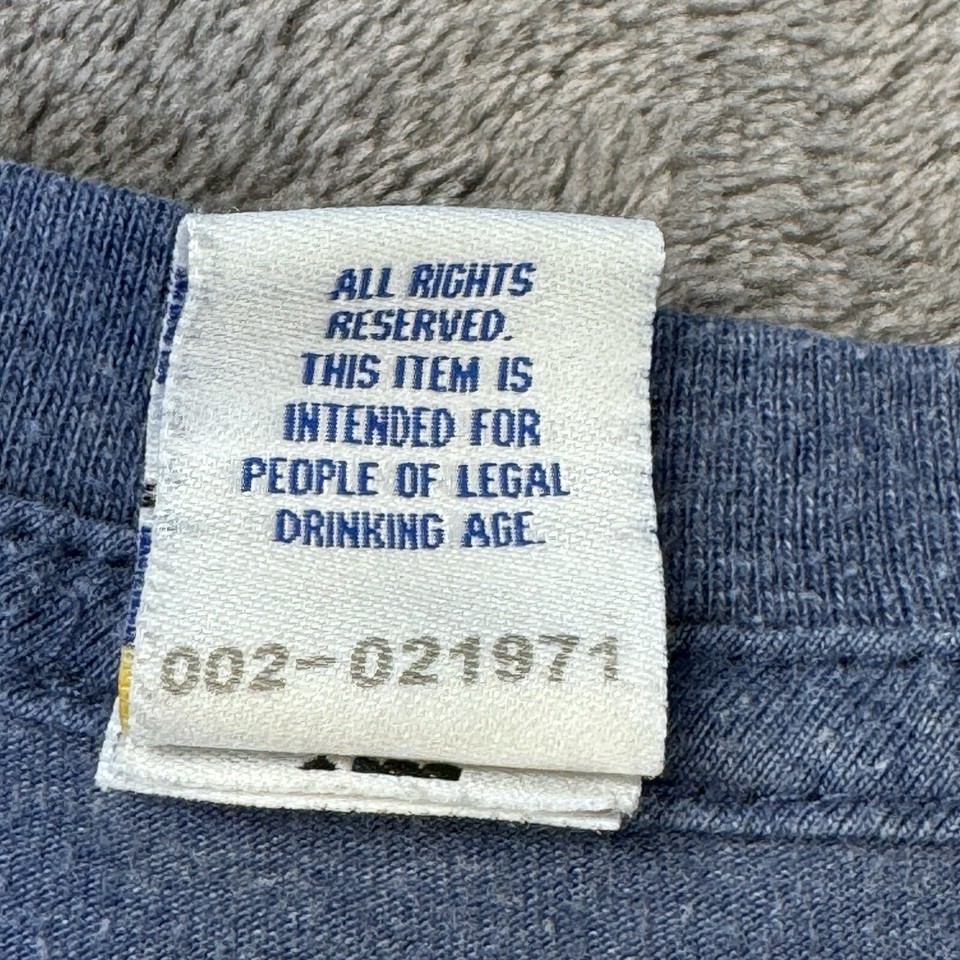 ALL RIGHTS
RESERVED.
THIS ITEM IS
INTENDED FOR
PEOPLE OF LEGAL
DRINKING AGE.
002-021971